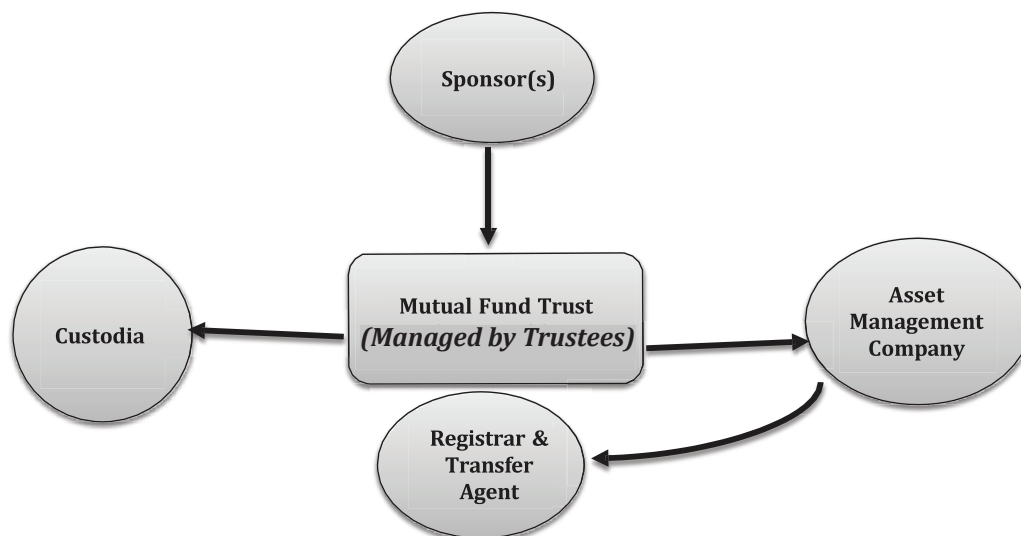 Sponsor(s)
Mutual Fund Trust
(Managed by Trustees)
Custodia
Asset
Management
Company
Registrar &
Transfer
Agent